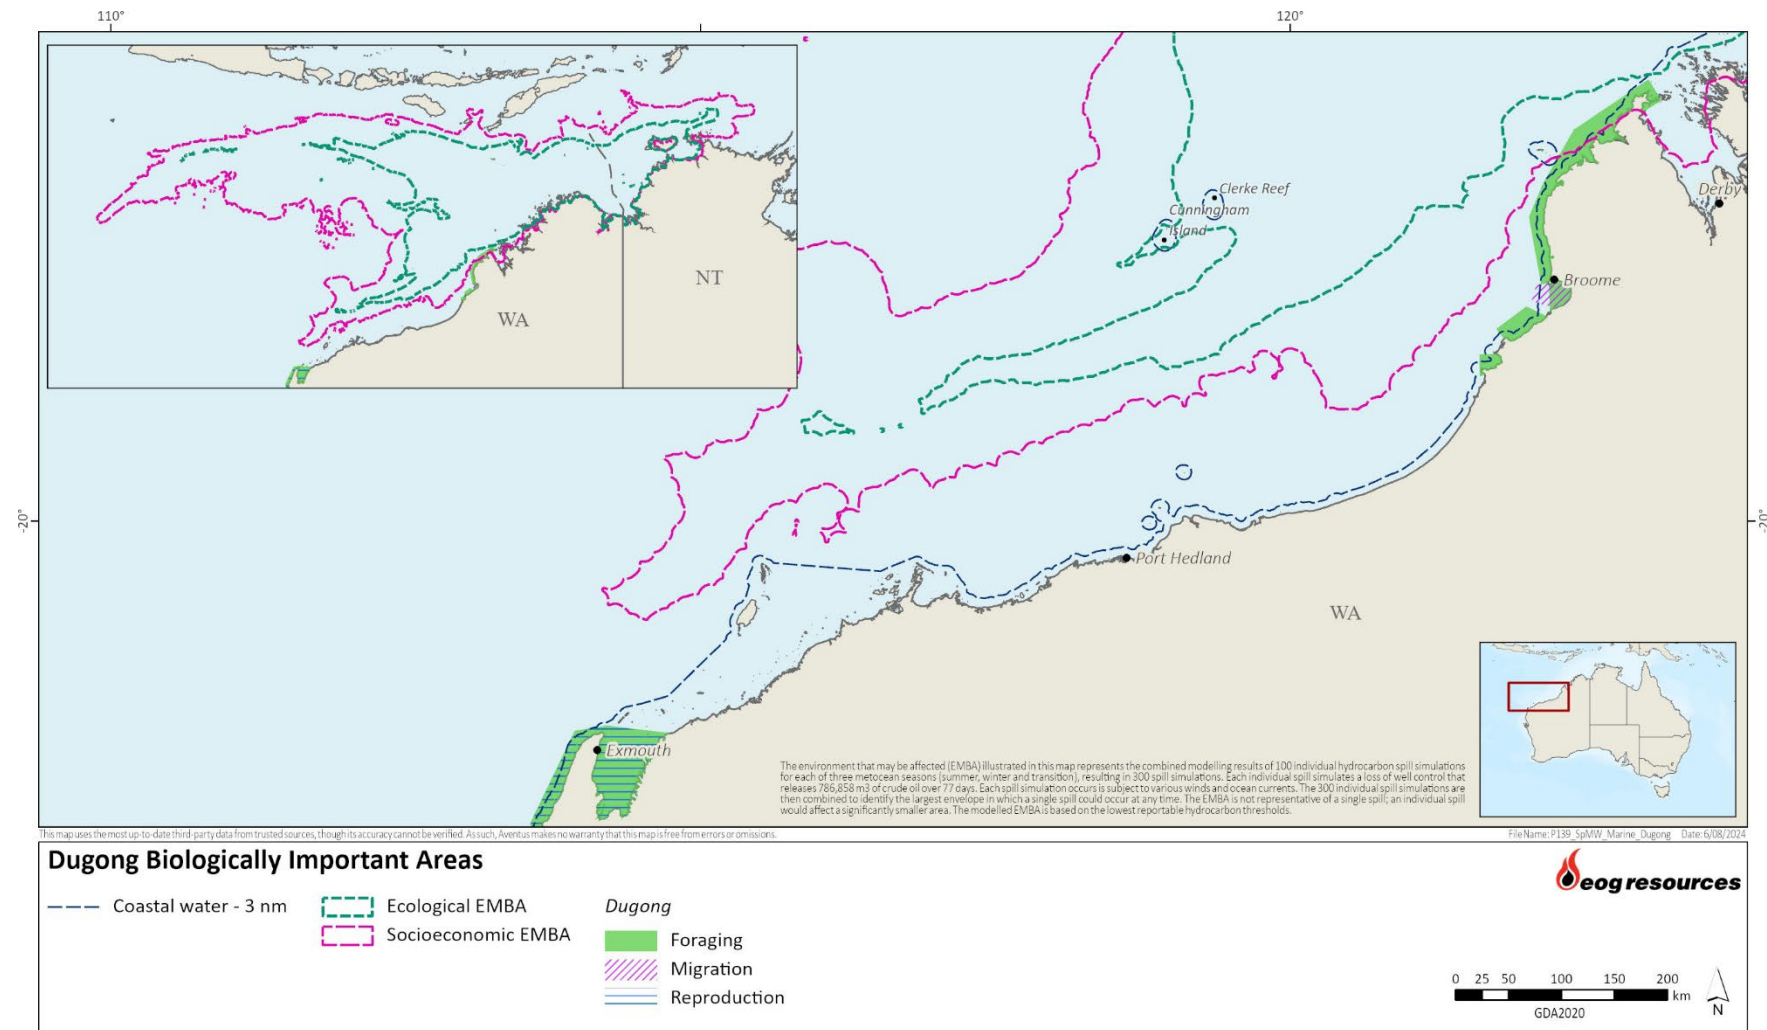 110°
120°
-20°
-20°
NT
WA
Clerke Reef
Cunningham
Island
Derby
Broome
Port Hedland
WA
Exmouth
The environment that may be affected (EMBA) illustrated in this map represents the combined modelling results of 100 individual hydrocarbon spill simulations
for each of three metocean seasons (summer, winter and transition), resulting in 300 spill simulations. Each individual spill simulates a loss of well control that
releases 786,858 m3 of crude oil over 77 days. Each spill simulation occurs is subject to various winds and ocean currents. The 300 individual spill simulations are
then combined to identify the largest envelope in which a single spill could occur at any time. The EMBA is not representative of a single spill; an individual spill
would affect a significantly smaller area. The modelled EMBA is based on the lowest reportable hydrocarbon thresholds.
This map uses the most up-to-date third-party data from trusted sources, though its accuracy cannot be verified. As such, Aventus makes no warranty that this map is free from errors or omissions.
File Name: P139_SpMW_Marine_Dugong Date: 6/08/2024
Dugong Biologically Important Areas
eog resources
Coastal water - 3 nm
Ecological EMBA
Socioeconomic EMBA
Dugong
Foraging
Migration
Reproduction
0 25 50 100 150 200
km
GDA2020
N